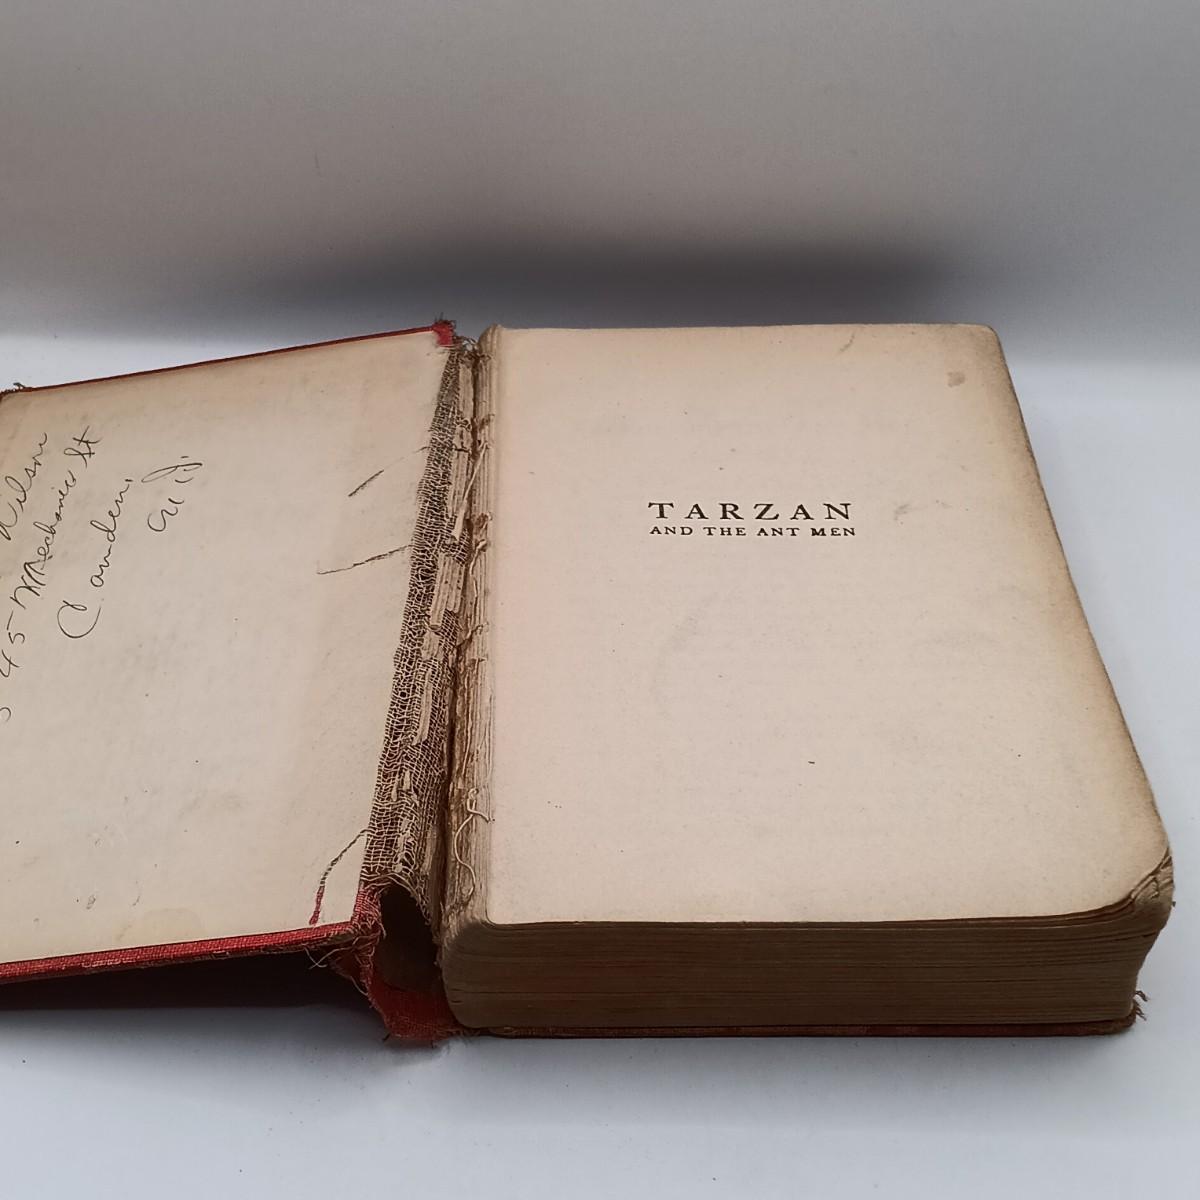 Wilson
345 Mechanic St
Camden,
N.J.
TARZAN
AND THE ANT MEN